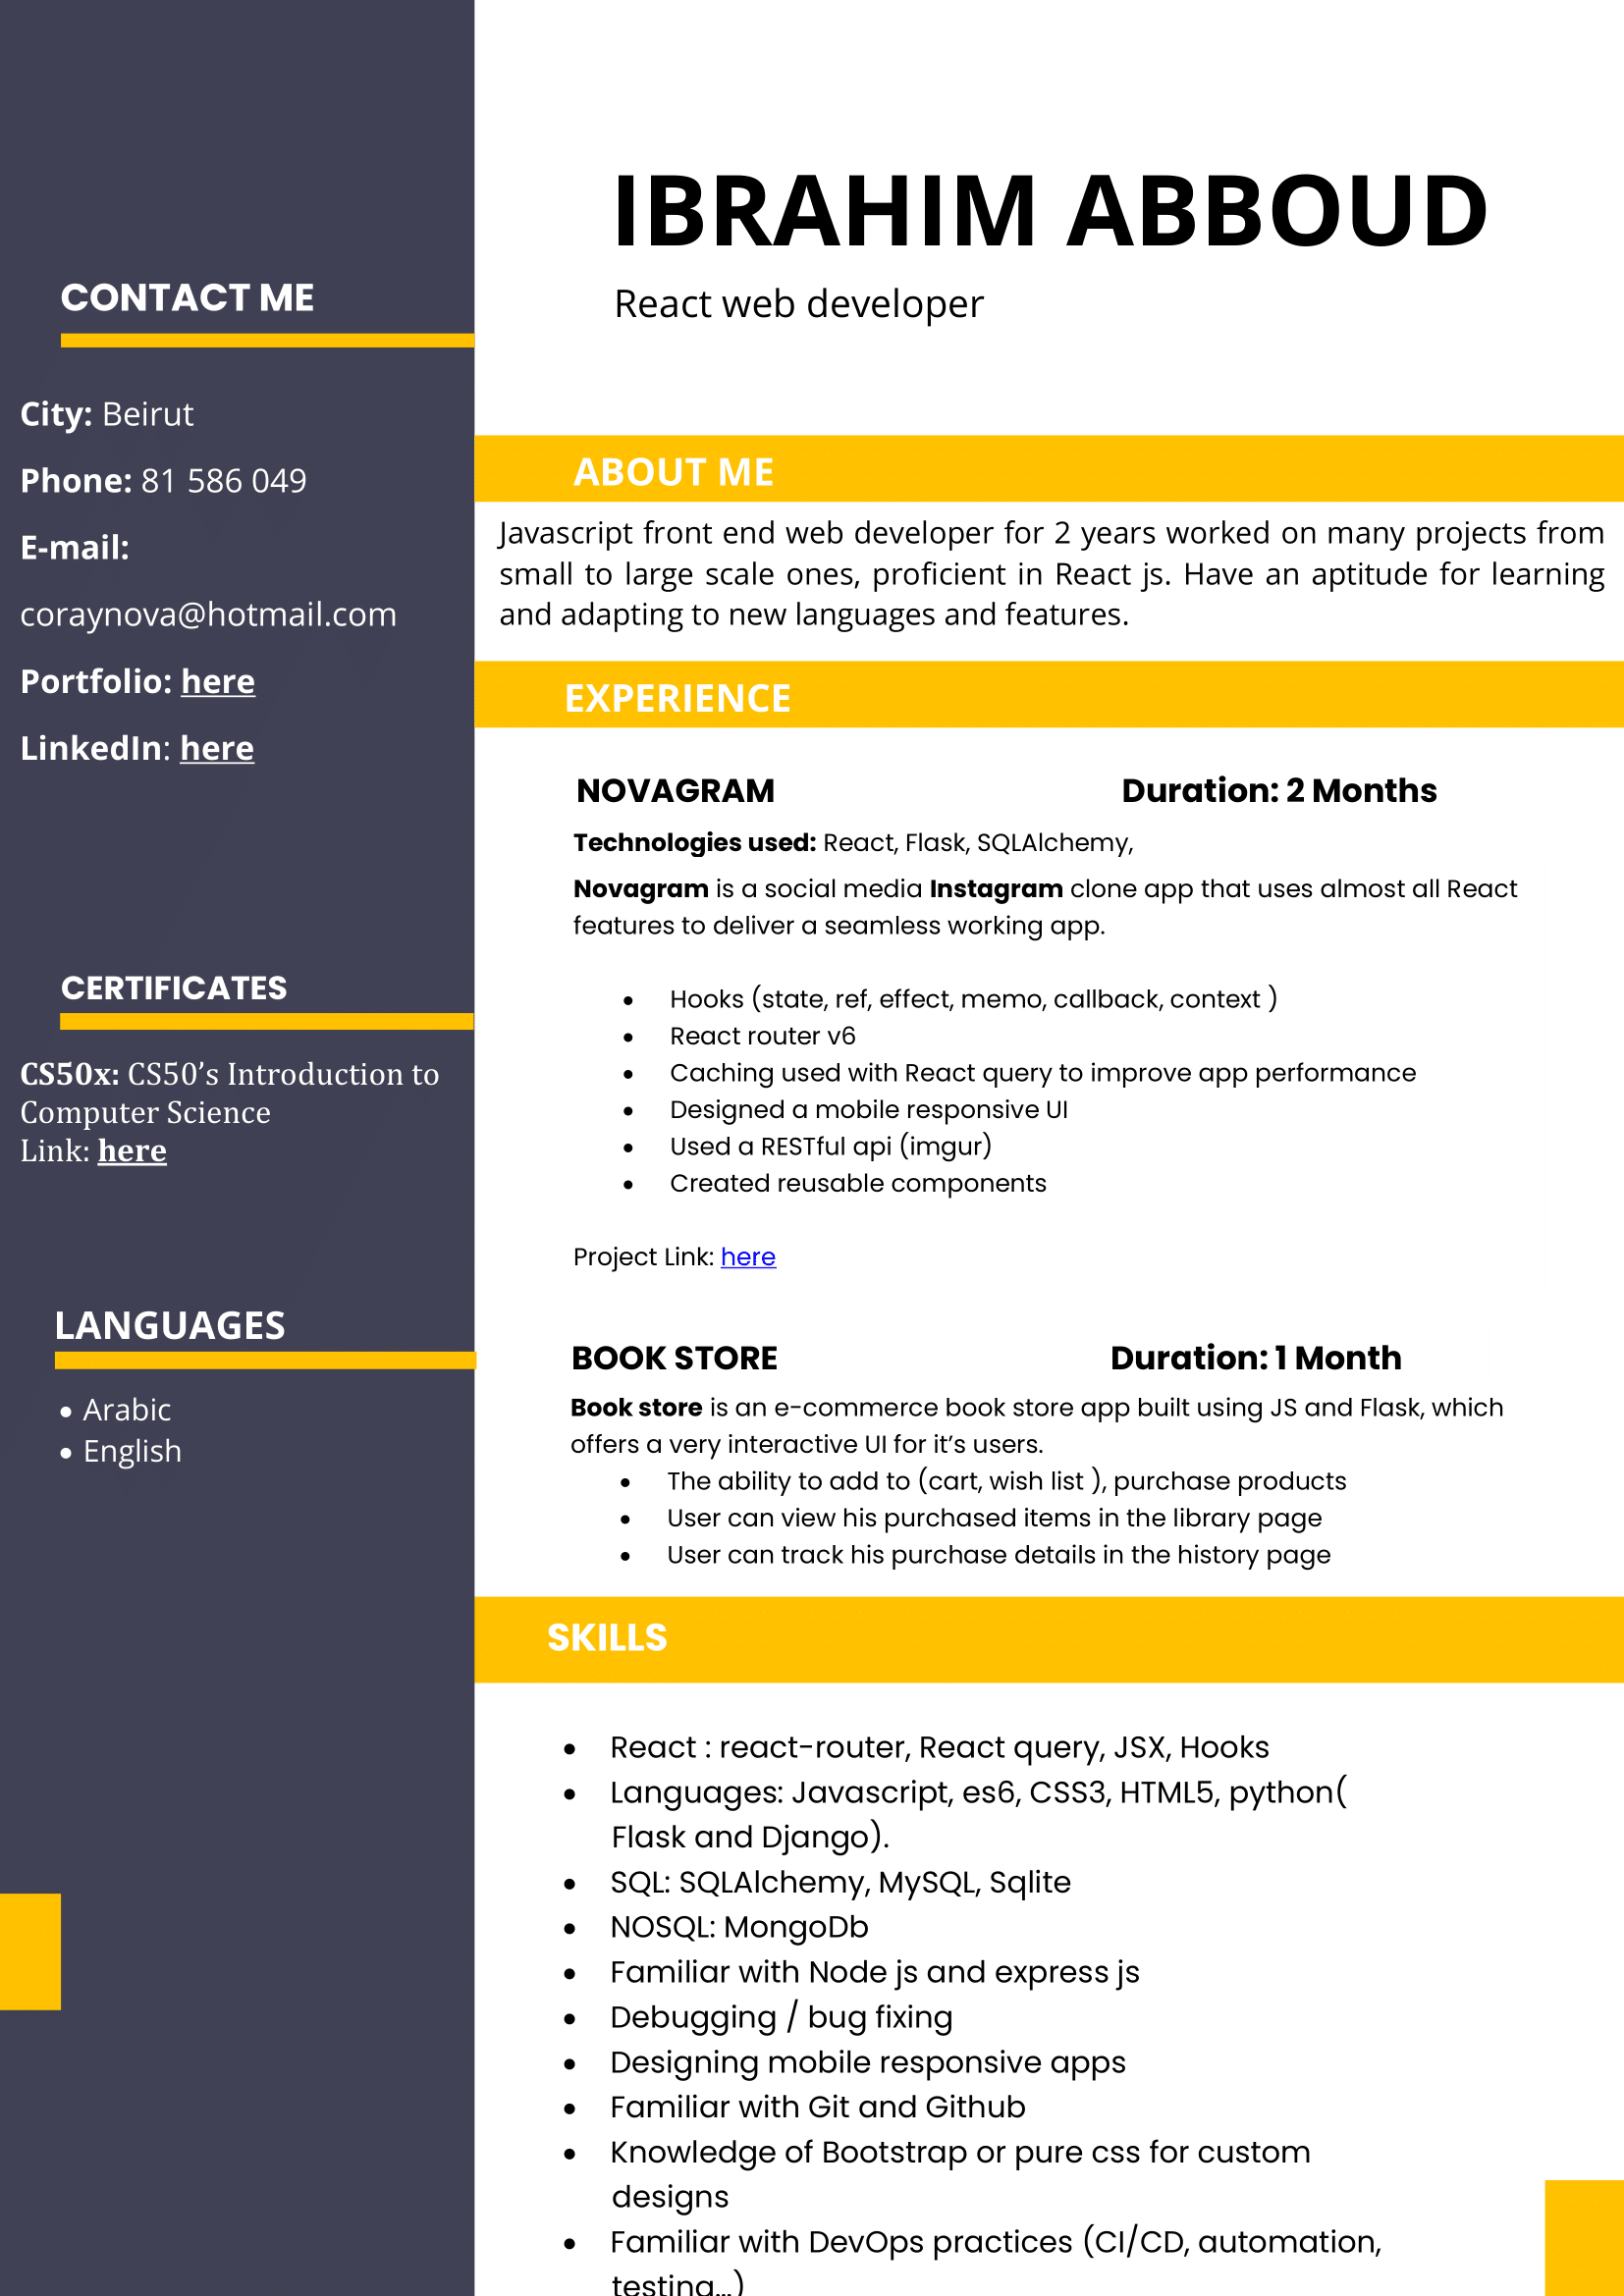 CONTACT ME
City: Beirut
Phone: 81 586 049
E-mail:
coraynova@hotmail.com
Portfolio: here
LinkedIn: here
CERTIFICATES
CS50x: CS50’s Introduction to
Computer Science
Link: here
LANGUAGES
• Arabic
• English
IBRAHIM ABBOUD
React web developer
ABOUT ME
Javascript front end web developer for 2 years worked on many projects from
small to large scale ones, proficient in React js. Have an aptitude for learning
and adapting to new languages and features.
EXPERIENCE
NOVAGRAM Duration: 2 Months
Technologies used: React, Flask, SQLAlchemy,
Novagram is a social media Instagram clone app that uses almost all React
features to deliver a seamless working app.
• Hooks (state, ref, effect, memo, callback, context )
• React router v6
• Caching used with React query to improve app performance
• Designed a mobile responsive UI
• Used a RESTful api (imgur)
• Created reusable components
Project Link: here
BOOK STORE Duration: 1 Month
Book store is an e-commerce book store app built using JS and Flask, which
offers a very interactive UI for it’s users.
• The ability to add to (cart, wish list ), purchase products
• User can view his purchased items in the library page
• User can track his purchase details in the history page
SKILLS
• React : react-router, React query, JSX, Hooks
• Languages: Javascript, es6, CSS3, HTML5, python(
Flask and Django).
• SQL: SQLAlchemy, MySQL, Sqlite
• NOSQL: MongoDb
• Familiar with Node js and express js
• Debugging / bug fixing
• Designing mobile responsive apps
• Familiar with Git and Github
• Knowledge of Bootstrap or pure css for custom
designs
• Familiar with DevOps practices (CI/CD, automation,
testing…)